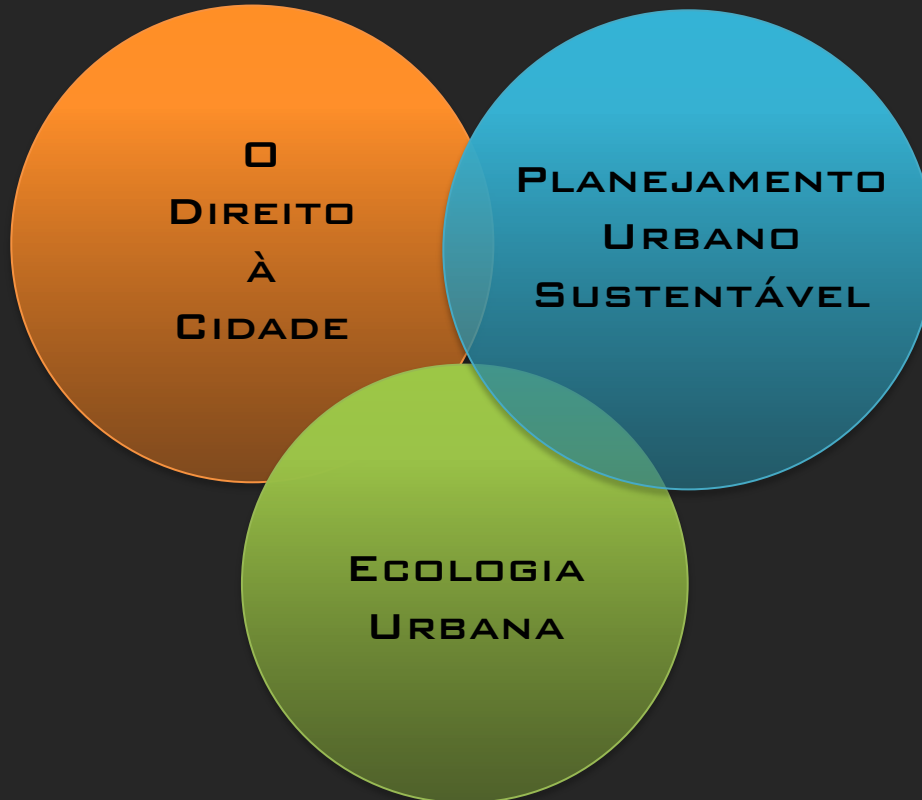 O
Direito
à
Cidade
Planejamento
Urbano
Sustentável
Ecologia
Urbana